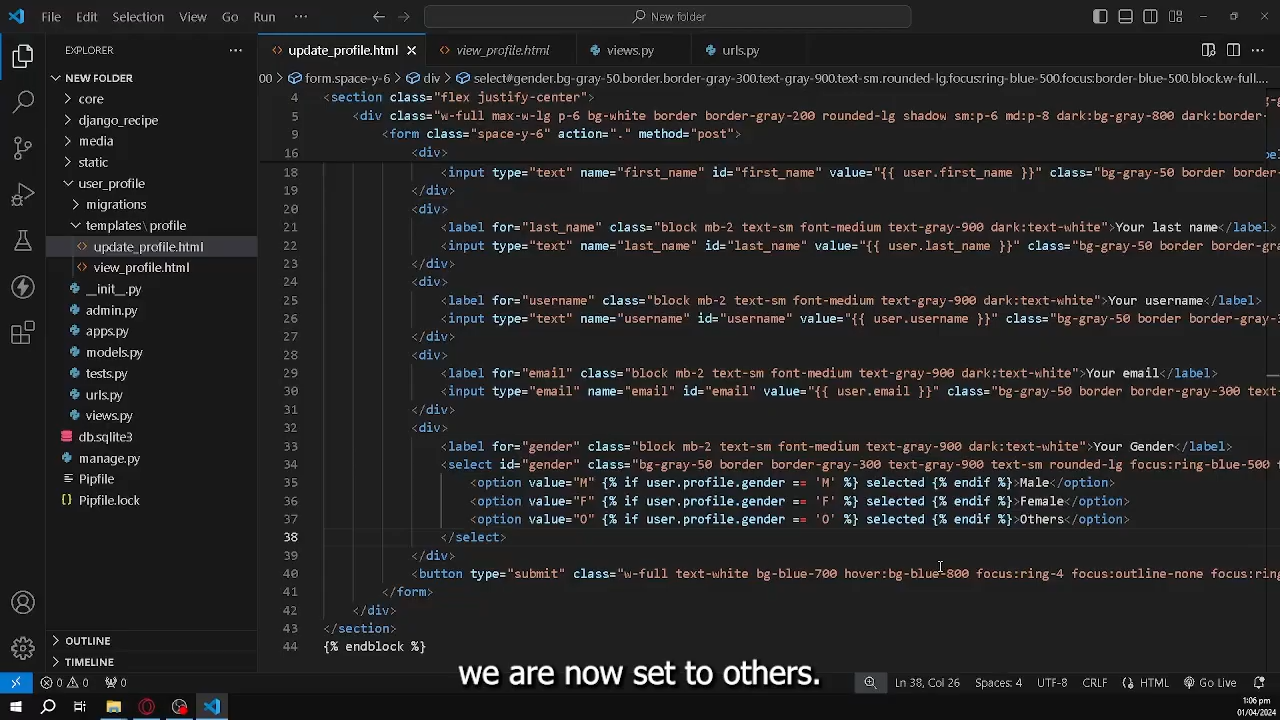 File Edit Selection View Go Run ··· New folder
EXPLORER ···
update_profile.html
view_profile.html
views.py
urls.py
00 > form.space-y-6 > div > select#gender.bg-gray-50.border.border-gray-300.text-gray-900.text-sm.rounded-lg.focus:ring-blue-500.focus:border-blue-500.block.w-full....
NEW FOLDER
core
django_recipe
media
static
user_profile
migrations
templates \ profile
update_profile.html
view_profile.html
__init__.py
admin.py
apps.py
models.py
tests.py
urls.py
views.py
db.sqlite3
manage.py
Pipfile
Pipfile.lock
OUTLINE
TIMELINE
4 <section class="flex justify-center">
5 <div class="w-full max-w-lg p-6 bg-white border border-gray-200 rounded-lg shadow sm:p-6 md:p-8 dark:bg-gray-800 dark:border-
9 <form class="space-y-6" action="." method="post">
16 <div>
18 <input type="text" name="first_name" id="first_name" value="{{ user.first_name }}" class="bg-gray-50 border border-
19 </div>
20 <div>
21 <label for="last_name" class="block mb-2 text-sm font-medium text-gray-900 dark:text-white">Your last name</label>
22 <input type="text" name="last_name" id="last_name" value="{{ user.last_name }}" class="bg-gray-50 border border-gra
23 </div>
24 <div>
25 <label for="username" class="block mb-2 text-sm font-medium text-gray-900 dark:text-white">Your username</label>
26 <input type="text" name="username" id="username" value="{{ user.username }}" class="bg-gray-50 border border-gray-3
27 </div>
28 <div>
29 <label for="email" class="block mb-2 text-sm font-medium text-gray-900 dark:text-white">Your email</label>
30 <input type="email" name="email" id="email" value="{{ user.email }}" class="bg-gray-50 border border-gray-300 text-
31 </div>
32 <div>
33 <label for="gender" class="block mb-2 text-sm font-medium text-gray-900 dark:text-white">Your Gender</label>
34 <select id="gender" class="bg-gray-50 border border-gray-300 text-gray-900 text-sm rounded-lg focus:ring-blue-500 f
35 <option value="M" {% if user.profile.gender == 'M' %} selected {% endif %}>Male</option>
36 <option value="F" {% if user.profile.gender == 'F' %} selected {% endif %}>Female</option>
37 <option value="O" {% if user.profile.gender == 'O' %} selected {% endif %}>Others</option>
38 </select>
39 </div>
40 <button type="submit" class="w-full text-white bg-blue-700 hover:bg-blue-800 focus:ring-4 focus:outline-none focus:ring
41 </form>
42 </div>
43 </section>
44 {% endblock %}
we are now set to others.
0 0 0 Ln 38, Col 26 Spaces: 4 UTF-8 CRLF HTML Go Live
1:06 pm
01/04/2024